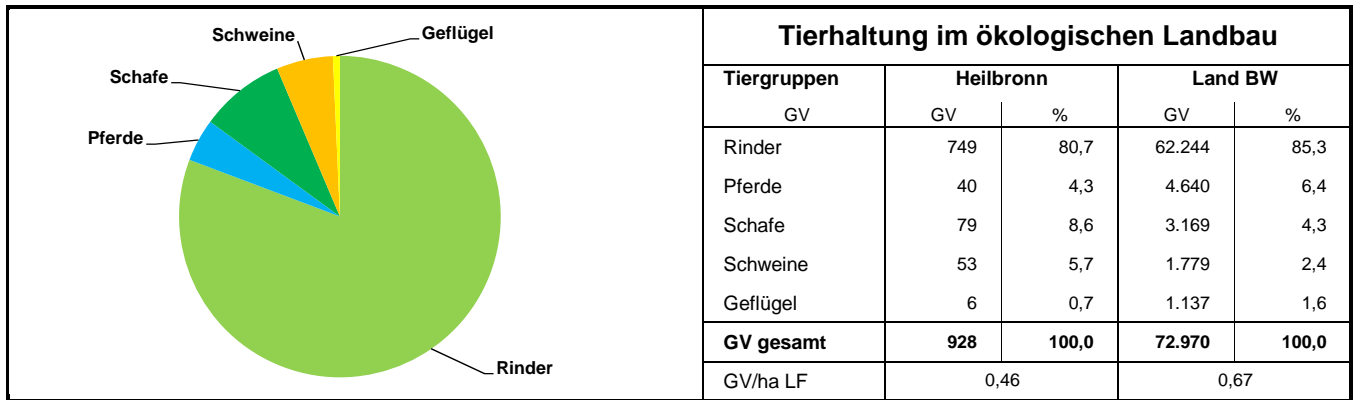 Schweine
Geflügel
Schafe
Pferde
Rinder
Tierhaltung im ökologischen Landbau
Tiergruppen Heilbronn Land BW
GV GV % GV %
Rinder 749 80,7 62.244 85,3
Pferde 40 4,3 4.640 6,4
Schafe 79 8,6 3.169 4,3
Schweine 53 5,7 1.779 2,4
Geflügel 6 0,7 1.137 1,6
GV gesamt 928 100,0 72.970 100,0
GV/ha LF 0,46 0,67